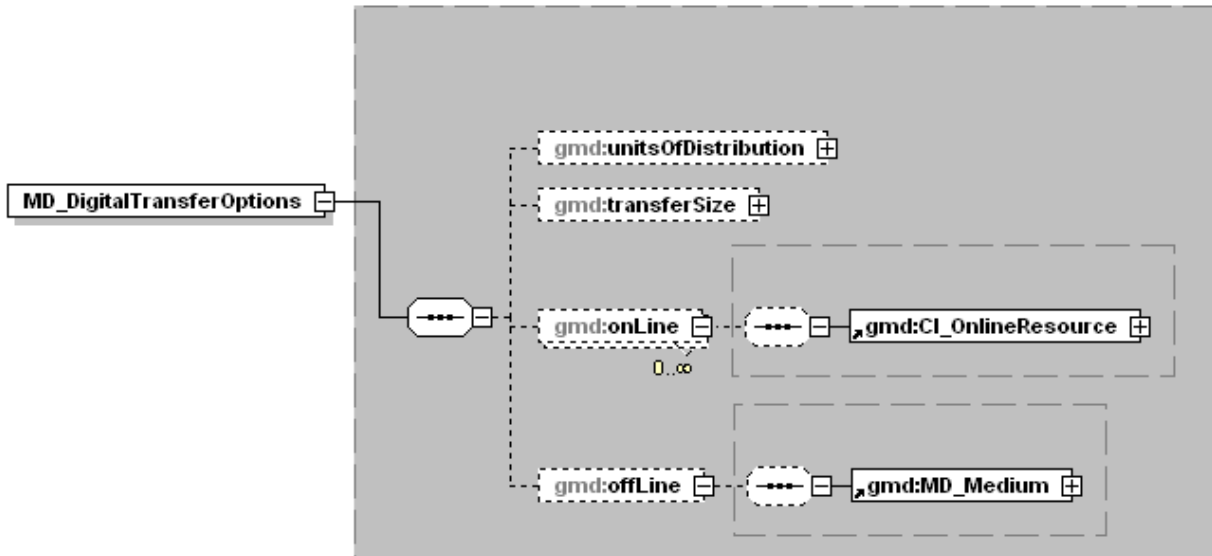 gmd:unitsOfDistribution
MD_DigitalTransferOptions
gmd:transferSize
gmd:onLine
gmd:CI_OnlineResource
0..∞
gmd:offLine
gmd:MD_Medium